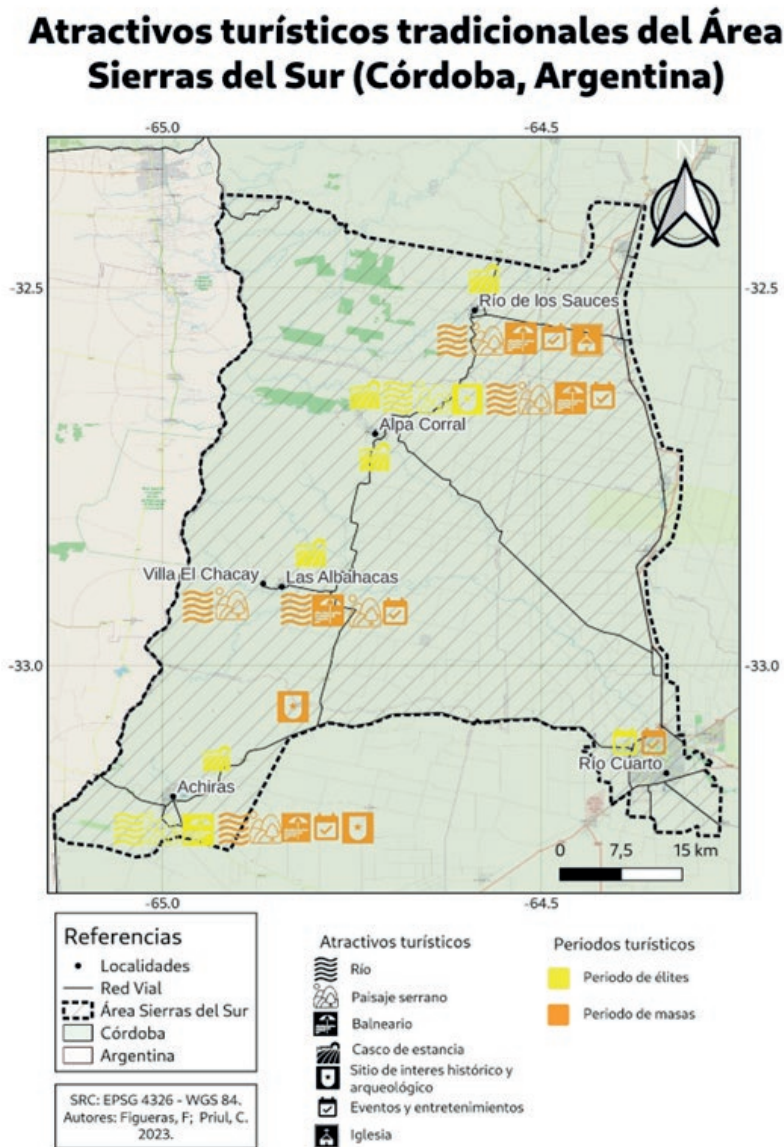 Atractivos turísticos tradicionales del Área
Sierras del Sur (Córdoba, Argentina)
-65.0
-64.5
N
-32.5
-32.5
Río de los Sauces
Alpa Corral
Villa El Chacay
Las Albahacas
-33.0
-33.0
Río Cuarto
Achiras
0 7,5 15 km
-65.0
-64.5
Referencias
Localidades
Red Vial
Área Sierras del Sur
Córdoba
Argentina
SRC: EPSG 4326 - WGS 84.
Autores: Figueras, F; Priul, C.
2023.
Atractivos turísticos
Río
Paisaje serrano
Balneario
Casco de estancia
Sitio de interes histórico y
arqueológico
Eventos y entretenimientos
Iglesia
Periodos turísticos
Periodo de élites
Periodo de masas